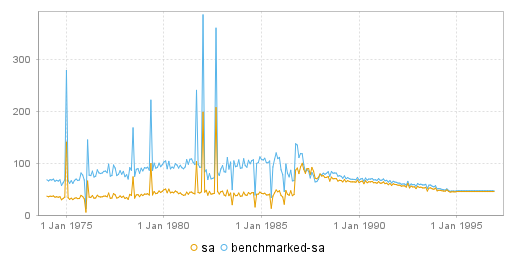 300
200
100
0
1 Jan 1975
1 Jan 1980
1 Jan 1985
1 Jan 1990
1 Jan 1995
sa
benchmarked-sa